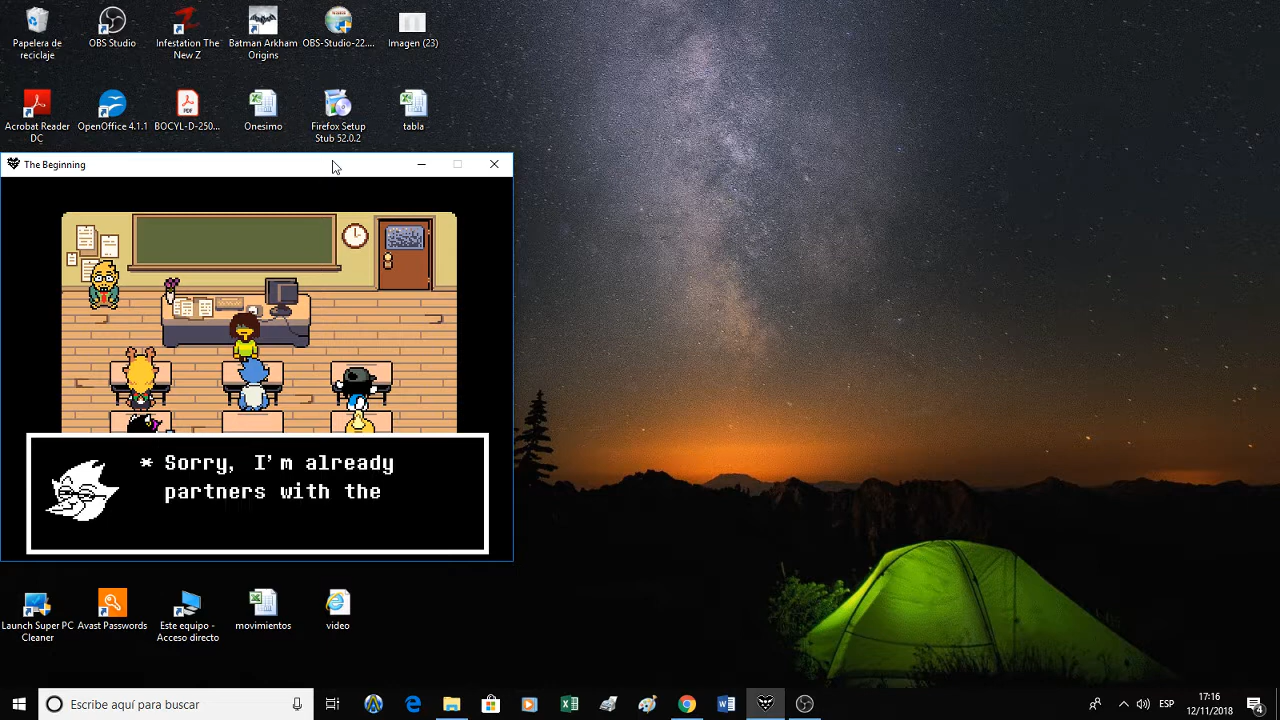 Papelera de
reciclaje
OBS Studio
Infestation The
New Z
Batman Arkham
Origins
OBS-Studio-22....
Imagen (23)
Acrobat Reader
DC
OpenOffice 4.1.1
BOCYL-D-250...
Onesimo
Firefox Setup
Stub 52.0.2
tabla
The Beginning
* Sorry, I'm already
partners with the
Launch Super PC
Cleaner
Avast Passwords
Este equipo -
Acceso directo
movimientos
video
Escribe aquí para buscar
ESP
17:16
12/11/2018
4